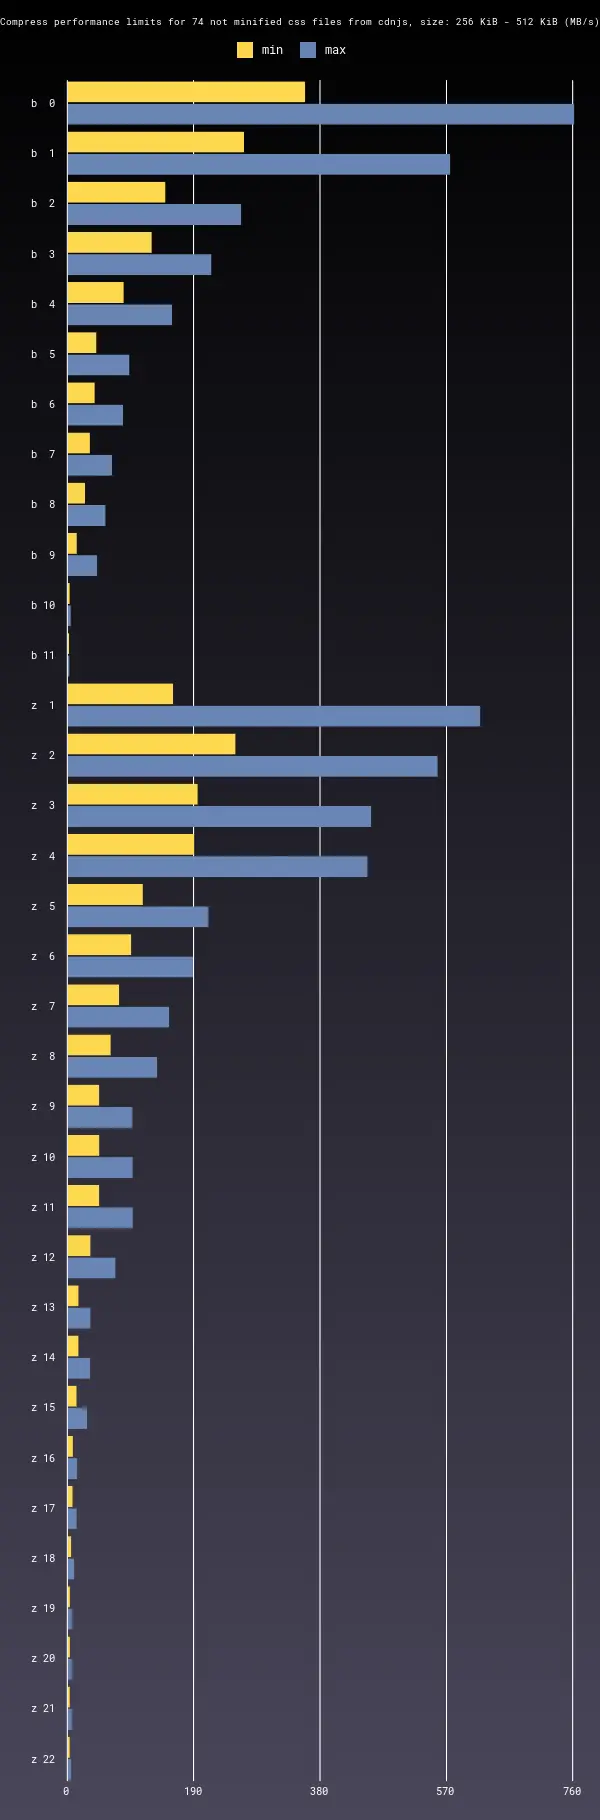 Compress performance limits for 74 not minified css files from cdnjs, size: 256 KiB - 512 KiB (MB/s)
min max
b 0
b 1
b 2
b 3
b 4
b 5
b 6
b 7
b 8
b 9
b 10
b 11
z 1
z 2
z 3
z 4
z 5
z 6
z 7
z 8
z 9
z 10
z 11
z 12
z 13
z 14
z 15
z 16
z 17
z 18
z 19
z 20
z 21
z 22
0 190 380 570 760